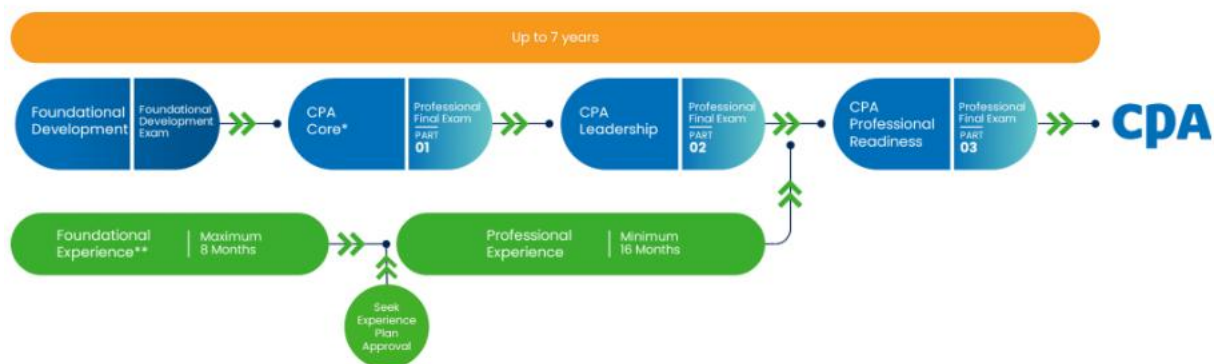 Up to 7 years
Foundational
Development
Foundational
Development
Exam
CPA
Core*
Professional
Final Exam
PART
01
CPA
Leadership
Professional
Final Exam
PART
02
CPA
Professional
Readiness
Professional
Final Exam
PART
03
CPA
Foundational
Experience**
Maximum
8 Months
Professional
Experience
Minimum
16 Months
Seek
Experience
Plan
Approval